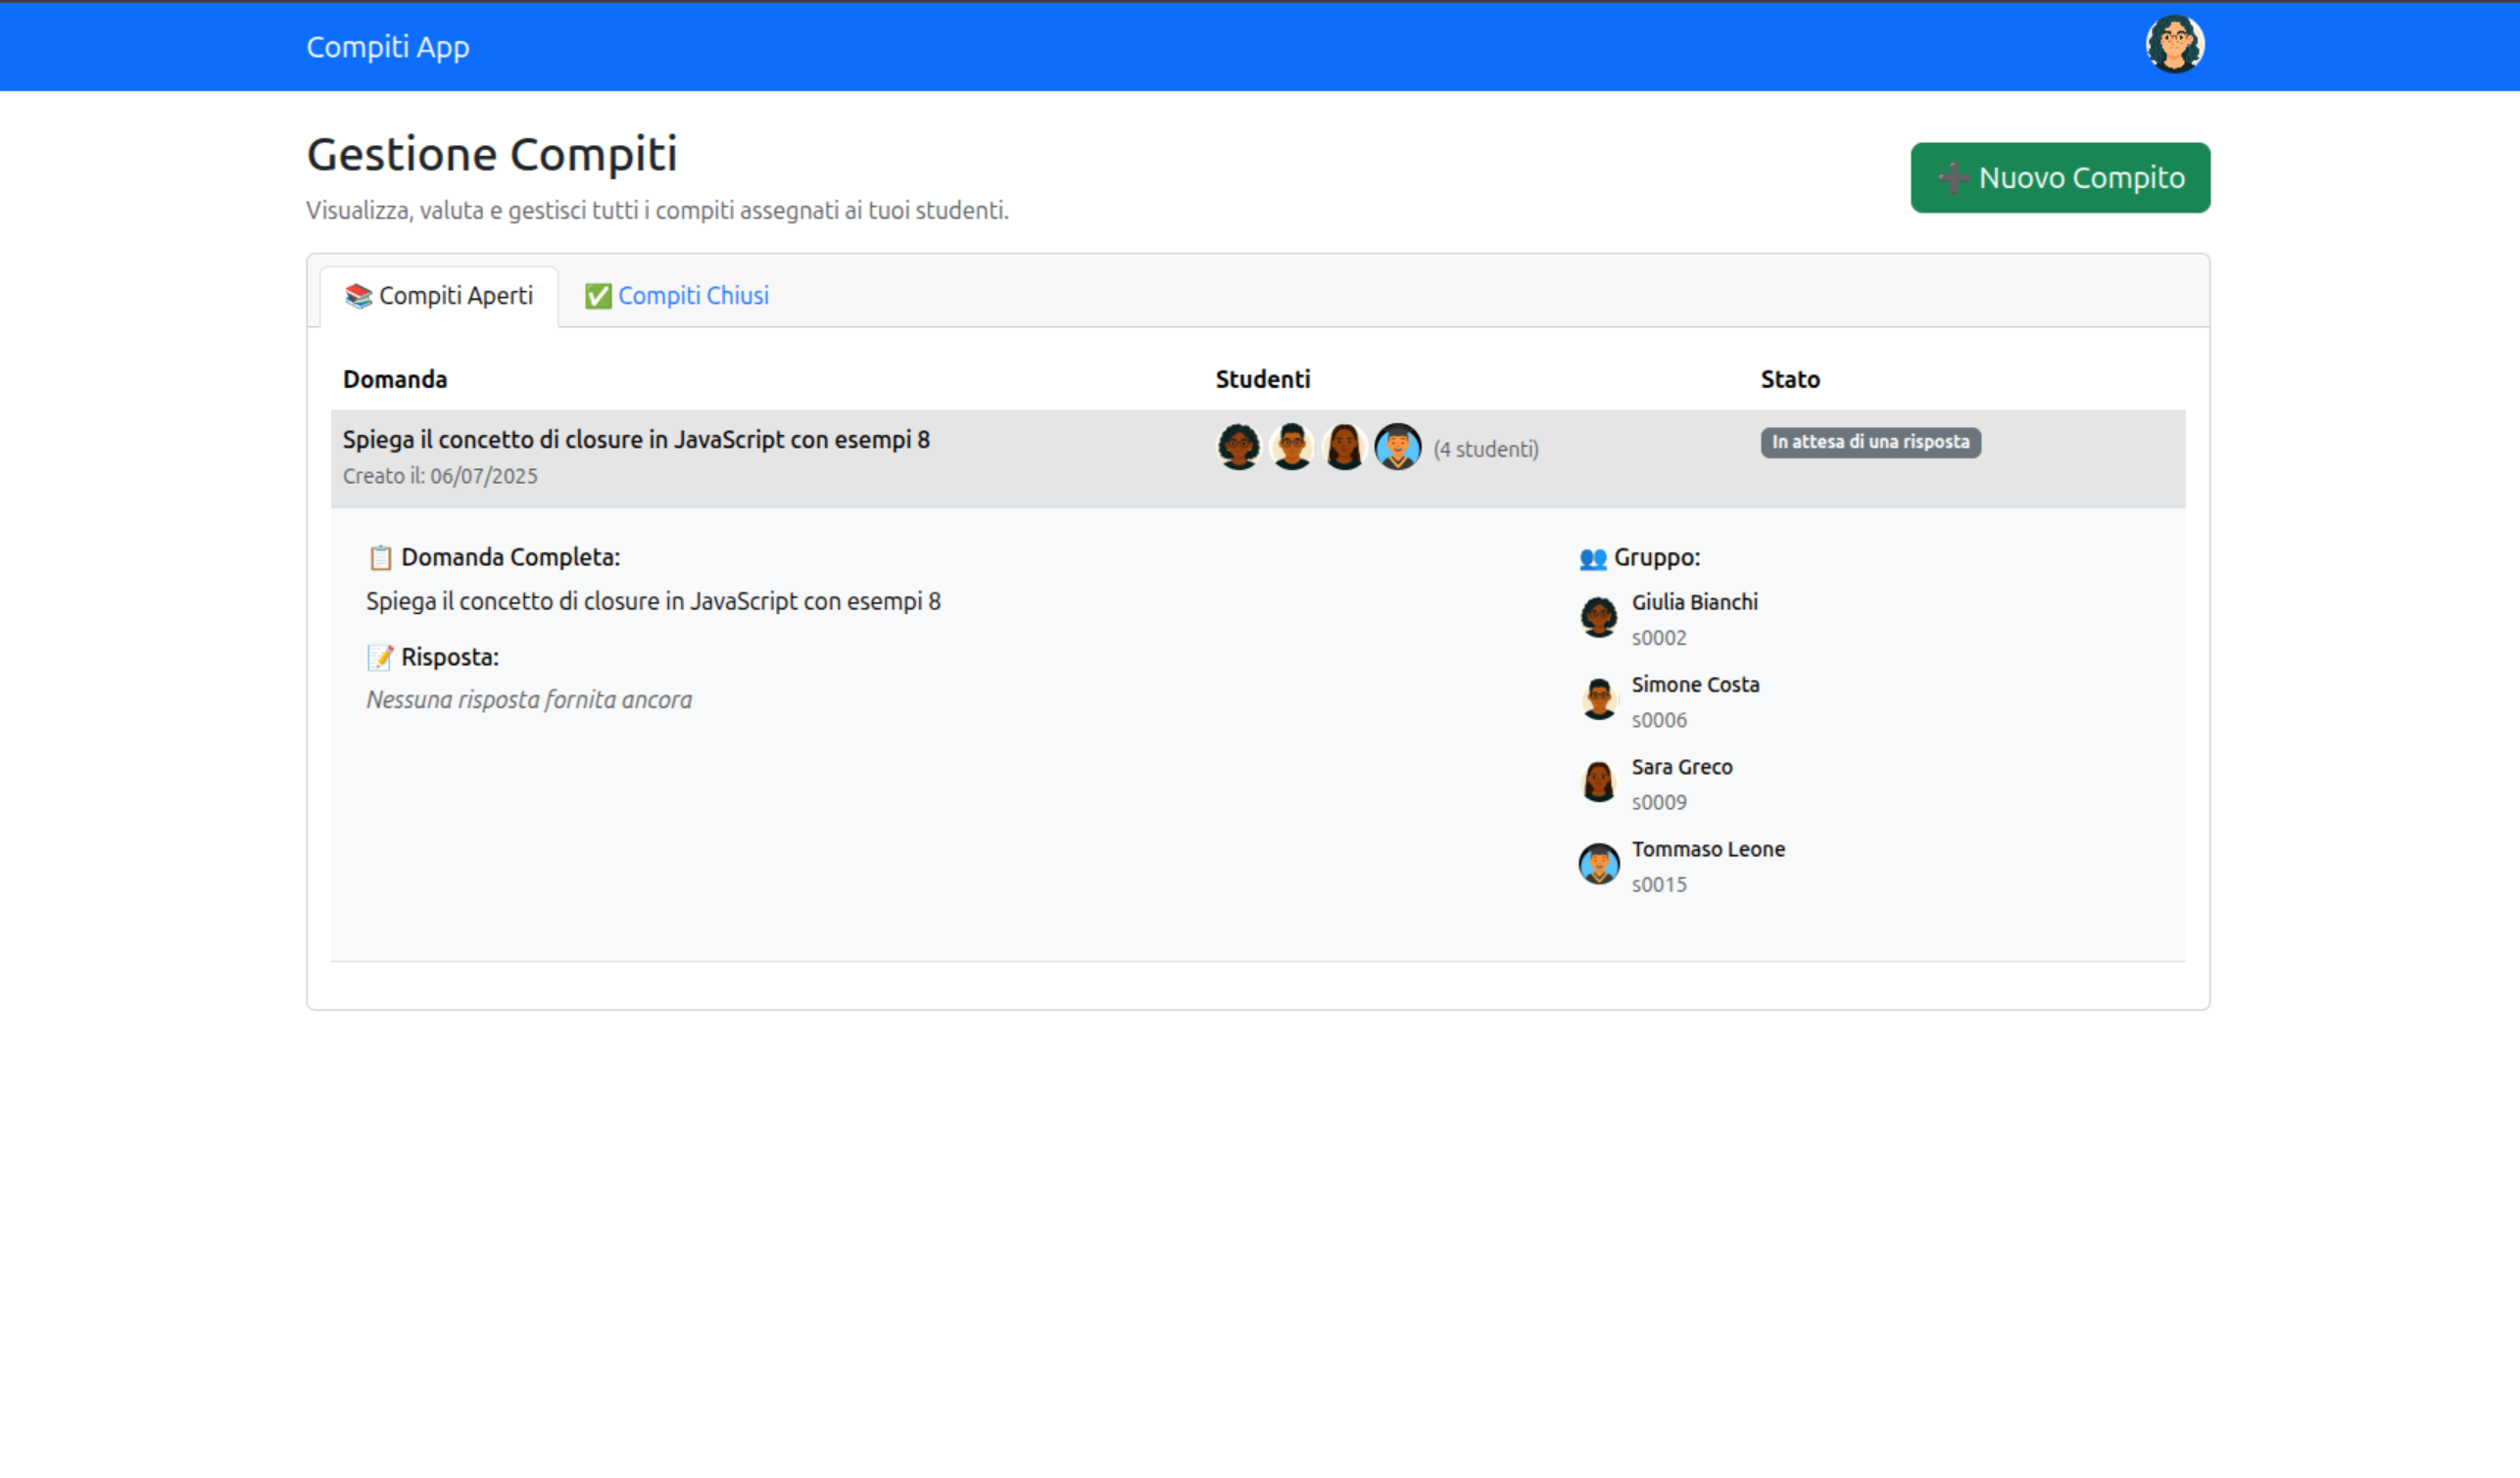 Compiti App
Gestione Compiti
Nuovo Compito
Visualizza, valuta e gestisci tutti i compiti assegnati ai tuoi studenti.
Compiti Aperti
Compiti Chiusi
Domanda
Studenti
Stato
Spiega il concetto di closure in JavaScript con esempi 8
(4 studenti)
In attesa di una risposta
Creato il: 06/07/2025
Domanda Completa:
Spiega il concetto di closure in JavaScript con esempi 8
Risposta:
Nessuna risposta fornita ancora
Gruppo:
Giulia Bianchi
s0002
Simone Costa
s0006
Sara Greco
s0009
Tommaso Leone
s0015